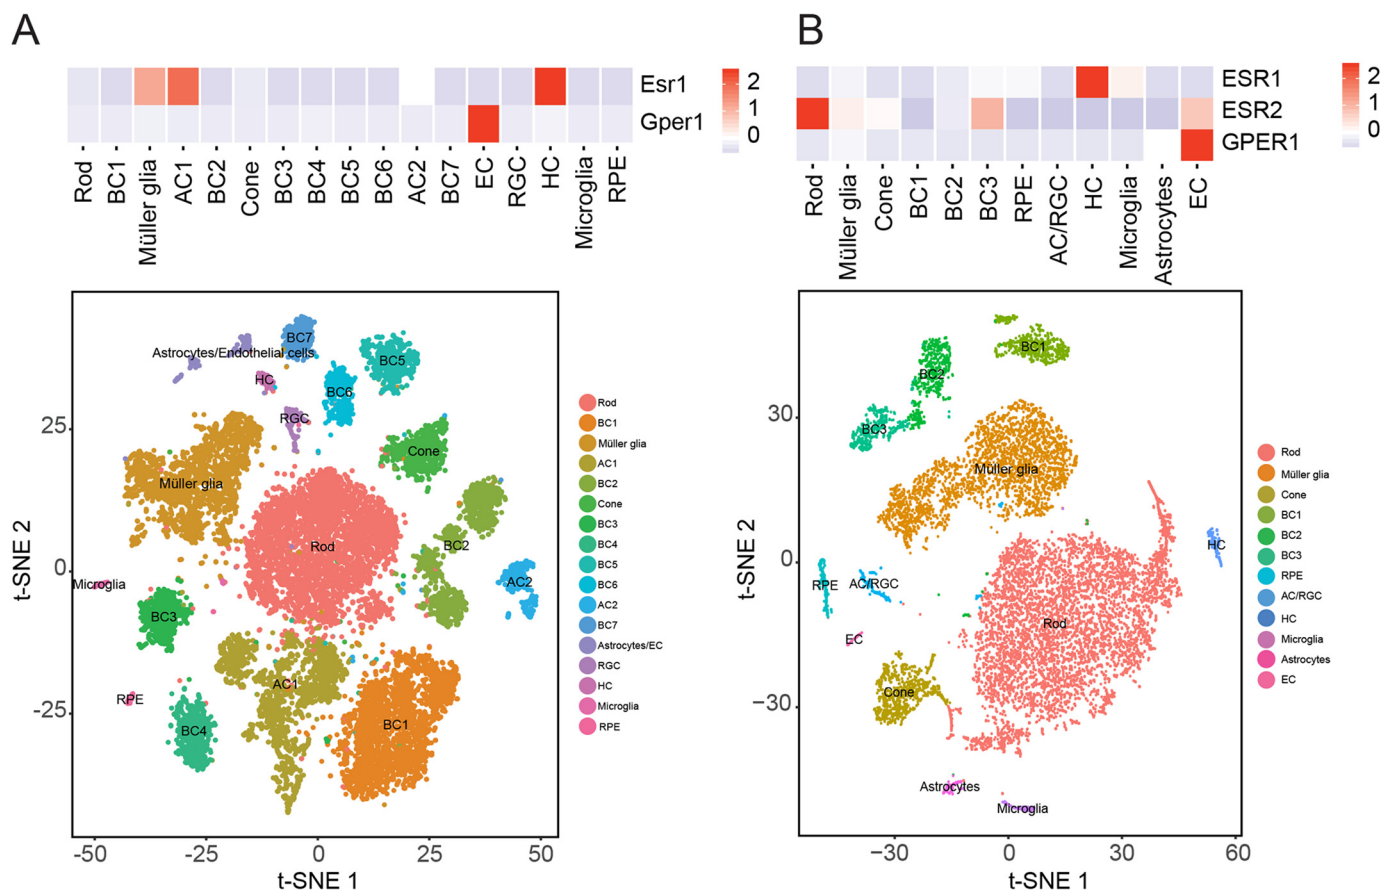 A
Esr1
Gper1
2
1
0
Rod
BC1
Müller glia
AC1
BC2
Cone
BC3
BC4
BC5
BC6
AC2
BC7
EC
RGC
HC
Microglia
RPE
BC7
Astrocytes/Endothelial cells
BC5
HC
BC6
RGC
Cone
Müller glia
BC2
Rod
AC2
Microglia
BC3
AC1
RPE
BC1
BC4
25
0
-25
t-SNE 2
-50
-25
0
25
50
t-SNE 1
Rod
BC1
Müller glia
AC1
BC2
Cone
BC3
BC4
BC5
BC6
AC2
BC7
Astrocytes/EC
RGC
HC
Microglia
RPE
B
ESR1
ESR2
GPER1
2
1
0
Rod
Müller glia
Cone
BC1
BC2
BC3
RPE
AC/RGC
HC
Microglia
Astrocytes
EC
BC1
BC2
BC3
Müller glia
HC
RPE
AC/RGC
Rod
EC
Cone
Astrocytes
Microglia
30
0
−30
t-SNE 2
−30
0
30
60
t-SNE 1
Rod
Müller glia
Cone
BC1
BC2
BC3
RPE
AC/RGC
HC
Microglia
Astrocytes
EC